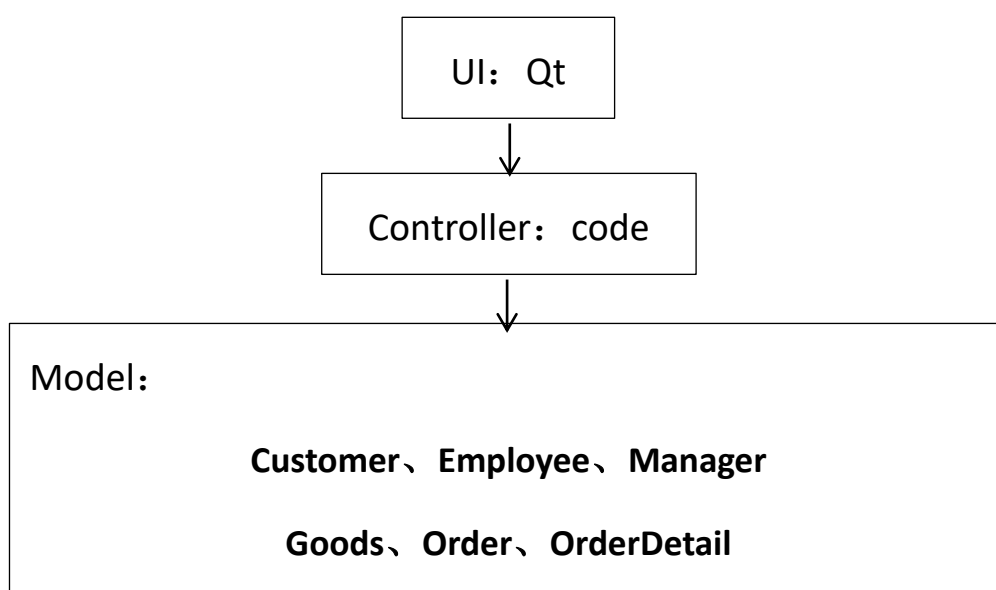 UI：Qt
Controller：code
Model：
Customer、Employee、Manager
Goods、Order、OrderDetail